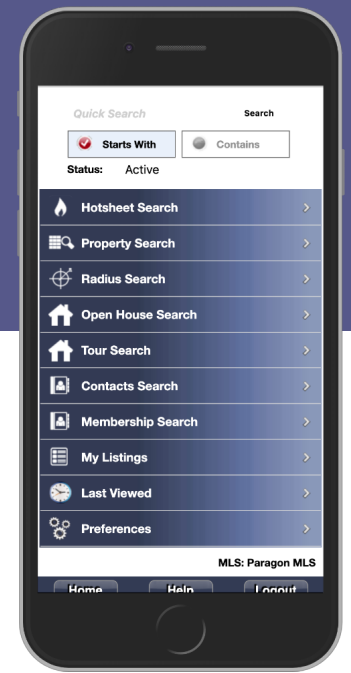 Quick Search Search
Starts With Contains
Status: Active
Hotsheet Search
Property Search
Radius Search
Open House Search
Tour Search
Contacts Search
Membership Search
My Listings
Last Viewed
Preferences
MLS: Paragon MLS
Home Help Logout